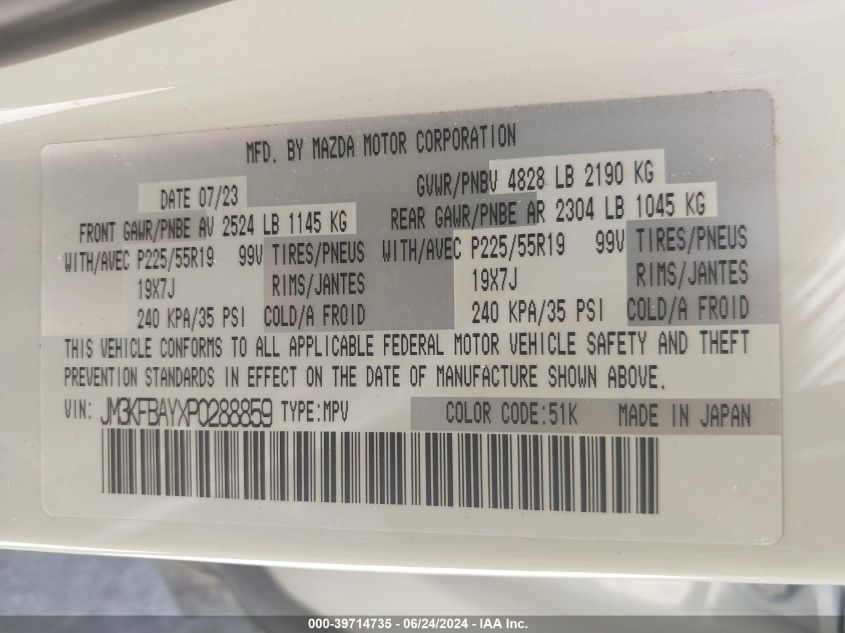 MFD. BY MAZDA MOTOR CORPORATION
DATE 07/23 GVWR/PNBV 4828 LB 2190 KG
FRONT GAWR/PNBE AV 2524 LB 1145 KG REAR GAWR/PNBE AR 2304 LB 1045 KG
WITH/AVEC P225/55R19 99V TIRES/PNEUS WITH/AVEC P225/55R19 99V TIRES/PNEUS
19X7J RIMS/JANTES 19X7J RIMS/JANTES
240 KPA/35 PSI COLD/A FROID 240 KPA/35 PSI COLD/A FROID
THIS VEHICLE CONFORMS TO ALL APPLICABLE FEDERAL MOTOR VEHICLE SAFETY AND THEFT
PREVENTION STANDARDS IN EFFECT ON THE DATE OF MANUFACTURE SHOWN ABOVE.
VIN: JM3KFBAYXP0288859 TYPE:MPV COLOR CODE:51K MADE IN JAPAN
000-39714735 - 06/24/2024 - IAA Inc.